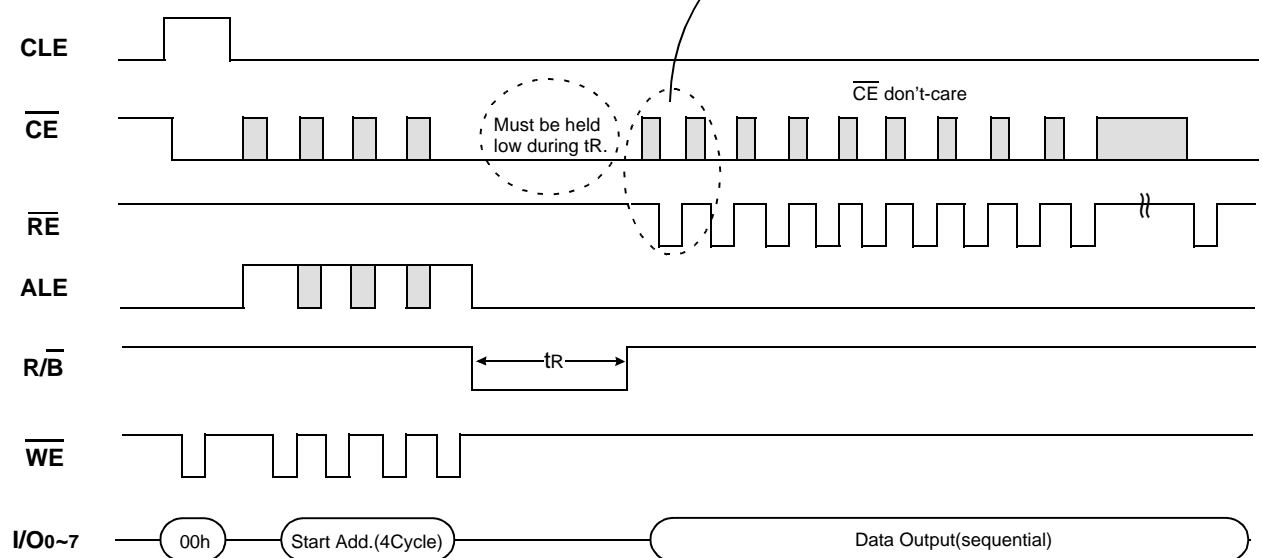 CLE
CE don't-care
CE
Must be held
low during tR.
RE
ALE
R/B
tR
WE
I/O0~7
00h
Start Add.(4Cycle)
Data Output(sequential)